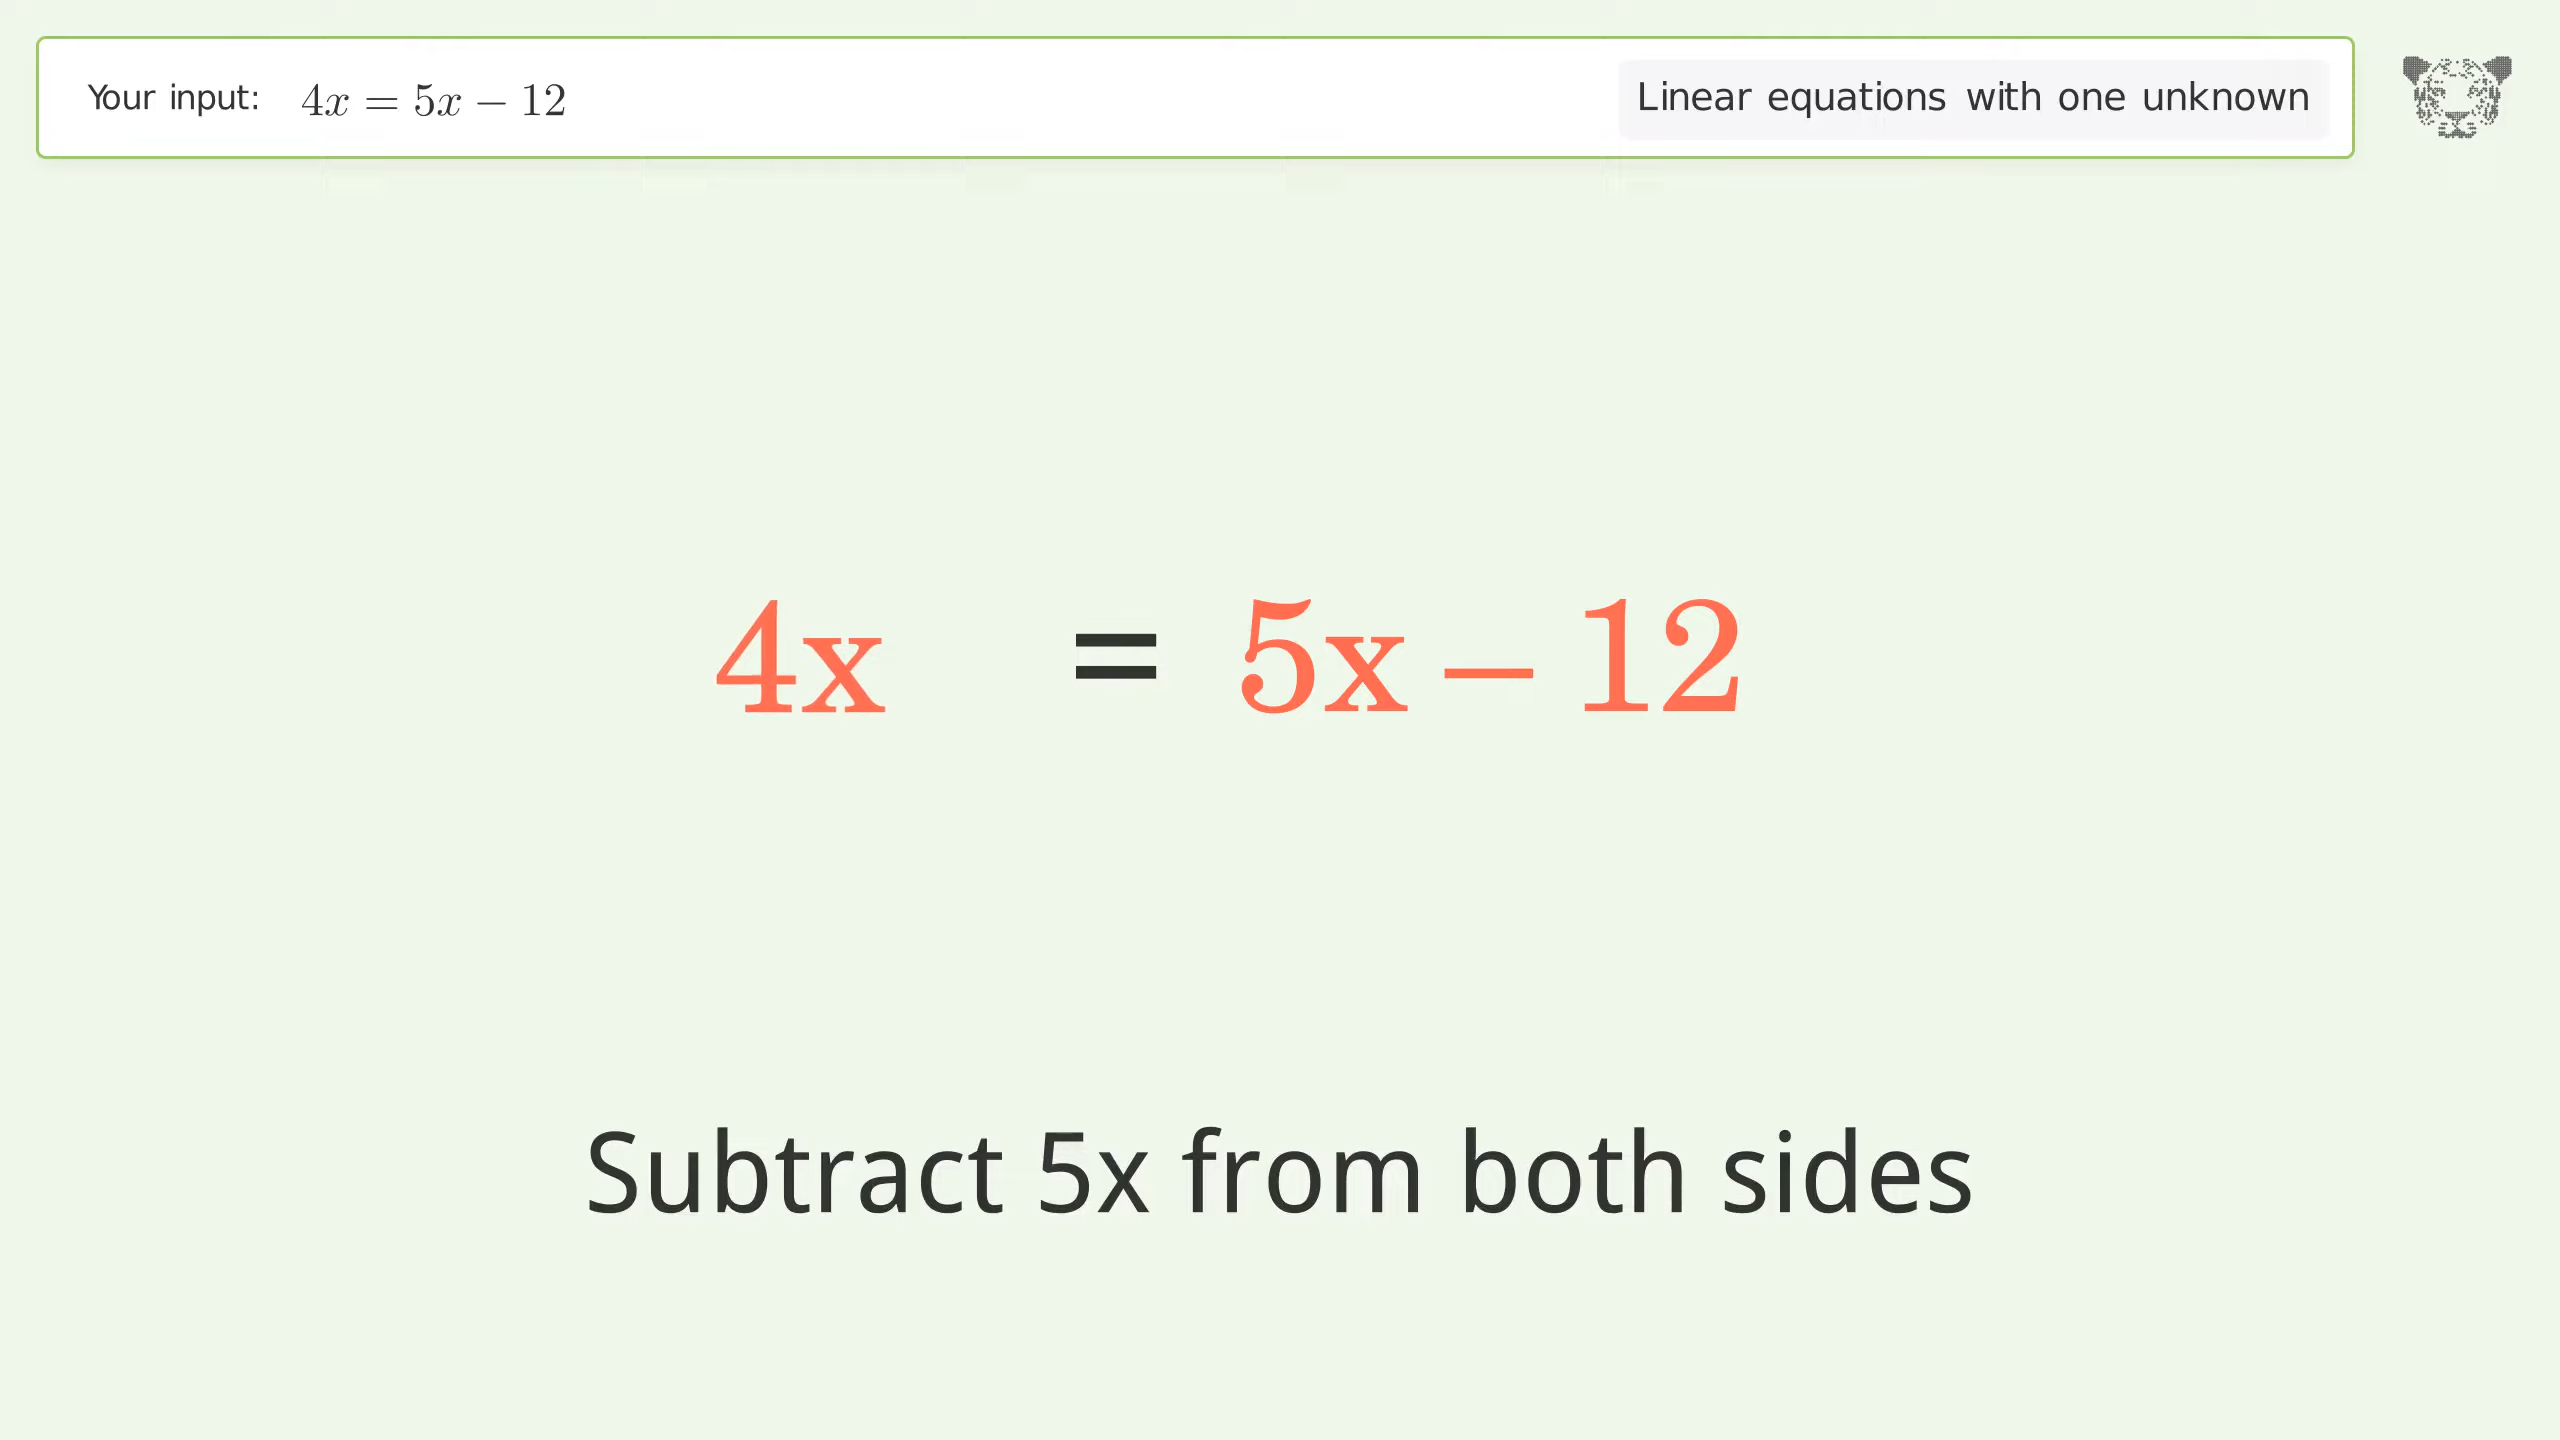 Your input: 4x = 5x − 12
Linear equations with one unknown
4x = 5x − 12
Subtract 5x from both sides